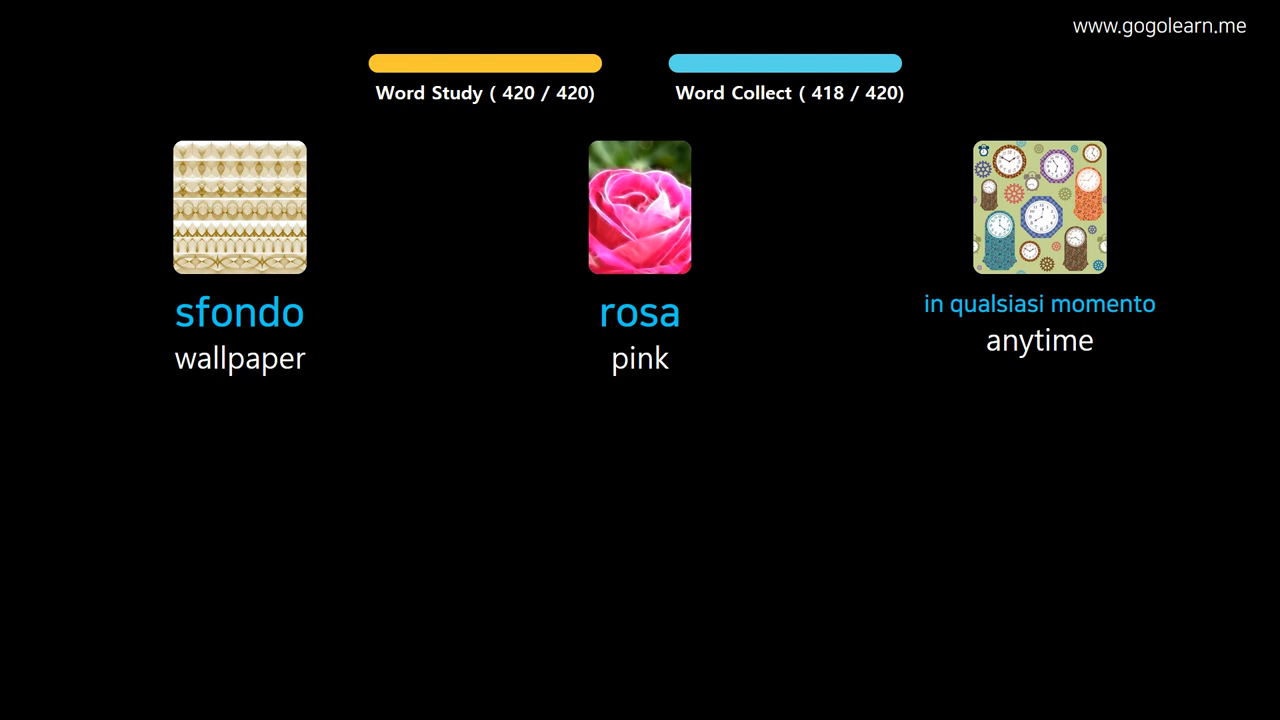 www.gogolearn.me
Word Study ( 420 / 420)
Word Collect ( 418 / 420)
sfondo
wallpaper
rosa
pink
in qualsiasi momento
anytime